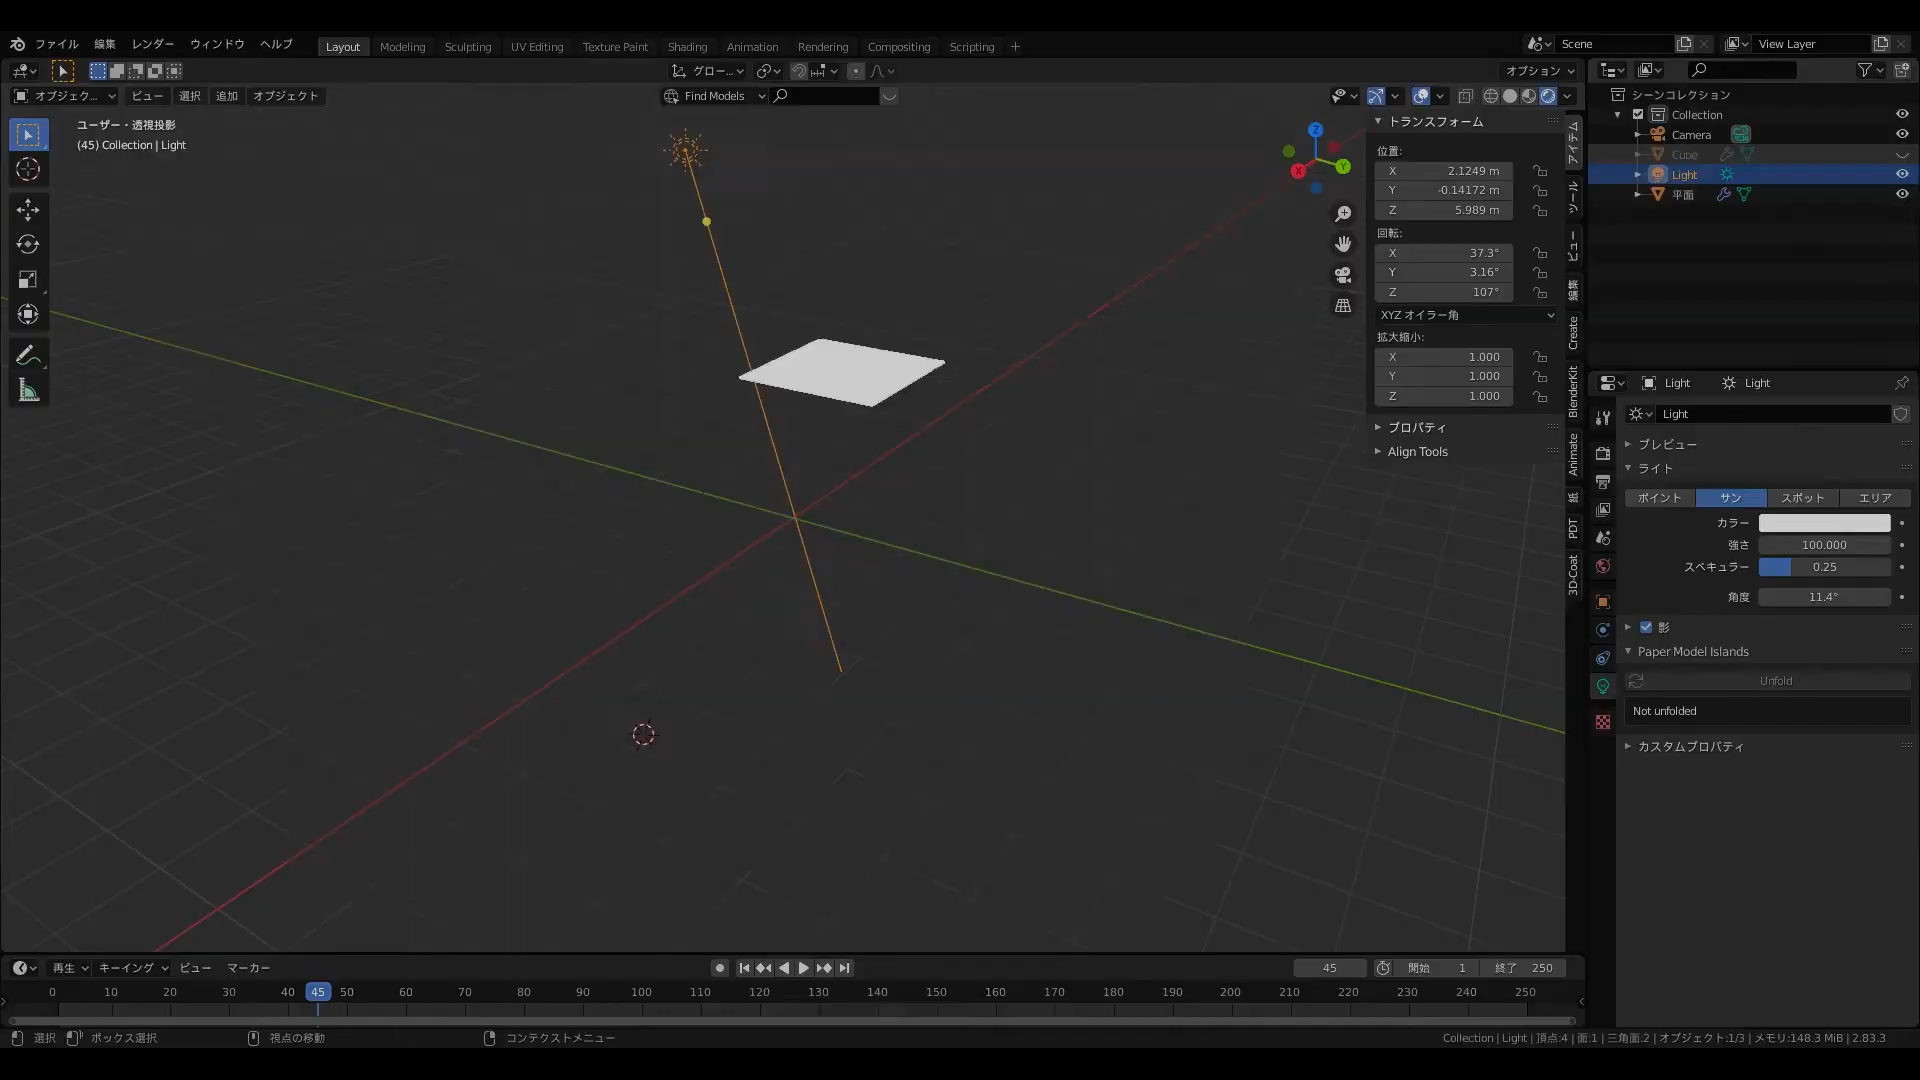 ファイル 編集 レンダー ウィンドウ ヘルプ Layout Modeling Sculpting UV Editing Texture Paint Shading Animation Rendering Compositing Scripting + Scene View Layer
グロー... オプション
オブジェク... ビュー 選択 追加 オブジェクト Find Models
ユーザー・透視投影
(45) Collection | Light
Z
Y
X
トランスフォーム
位置:
X 2.1249 m
Y -0.14172 m
Z 5.989 m
回転:
X 37.3°
Y 3.16°
Z 107°
XYZ オイラー角
拡大縮小:
X 1.000
Y 1.000
Z 1.000
プロパティ
Align Tools
アイテム
ツール
ビュー
編集
Create
BlenderKit
Animate
紙
PDT
3D-Coat
シーンコレクション
Collection
Camera
Cube
Light
平面
Light Light
Light
プレビュー
ライト
ポイント サン スポット エリア
カラー
強さ 100.000
スペキュラー 0.25
角度 11.4°
影
Paper Model Islands
Unfold
Not unfolded
カスタムプロパティ
再生 キーイング ビュー マーカー 45 開始 1 終了 250
0 10 20 30 40 45 50 60 70 80 90 100 110 120 130 140 150 160 170 180 190 200 210 220 230 240 250
選択 ボックス選択 視点の移動 コンテクストメニュー Collection | Light | 頂点:4 | 面:1 | 三角面:2 | オブジェクト:1/3 | メモリ:148.3 MiB | 2.83.3